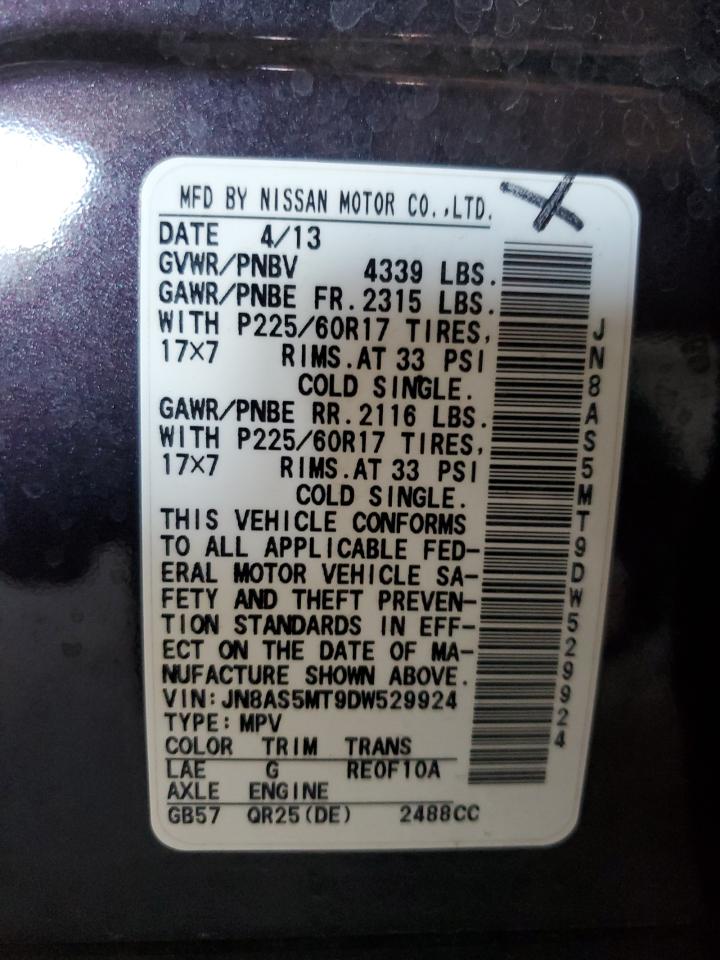 MFD BY NISSAN MOTOR CO.,LTD.
DATE 4/13
GVWR/PNBV 4339 LBS.
GAWR/PNBE FR.2315 LBS.
WITH P225/60R17 TIRES,
17×7 RIMS.AT 33 PSI
COLD SINGLE.
GAWR/PNBE RR.2116 LBS.
WITH P225/60R17 TIRES,
17×7 RIMS.AT 33 PSI
COLD SINGLE.
THIS VEHICLE CONFORMS
TO ALL APPLICABLE FED-
ERAL MOTOR VEHICLE SA-
FETY AND THEFT PREVEN-
TION STANDARDS IN EFF-
ECT ON THE DATE OF MA-
NUFACTURE SHOWN ABOVE.
VIN:JN8AS5MT9DW529924
TYPE:MPV
COLOR TRIM TRANS
LAE G RE0F10A
AXLE ENGINE
GB57 QR25(DE) 2488CC
JN8AS5MT9DW529924